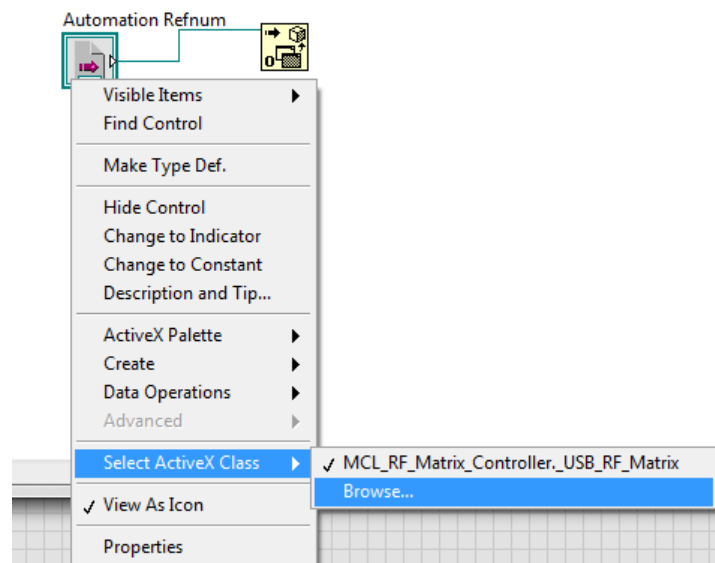 Automation Refnum
Visible Items
Find Control
Make Type Def.
Hide Control
Change to Indicator
Change to Constant
Description and Tip...
ActiveX Palette
Create
Data Operations
Advanced
Select ActiveX Class
MCL_RF_Matrix_Controller._USB_RF_Matrix
Browse...
View As Icon
Properties